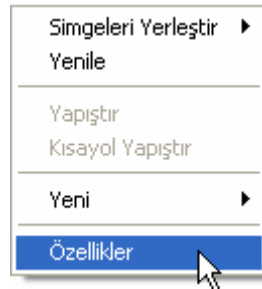 Simgeleri Yerleştir
Yenile
Yapıştır
Kısayol Yapıştır
Yeni
Özellikler